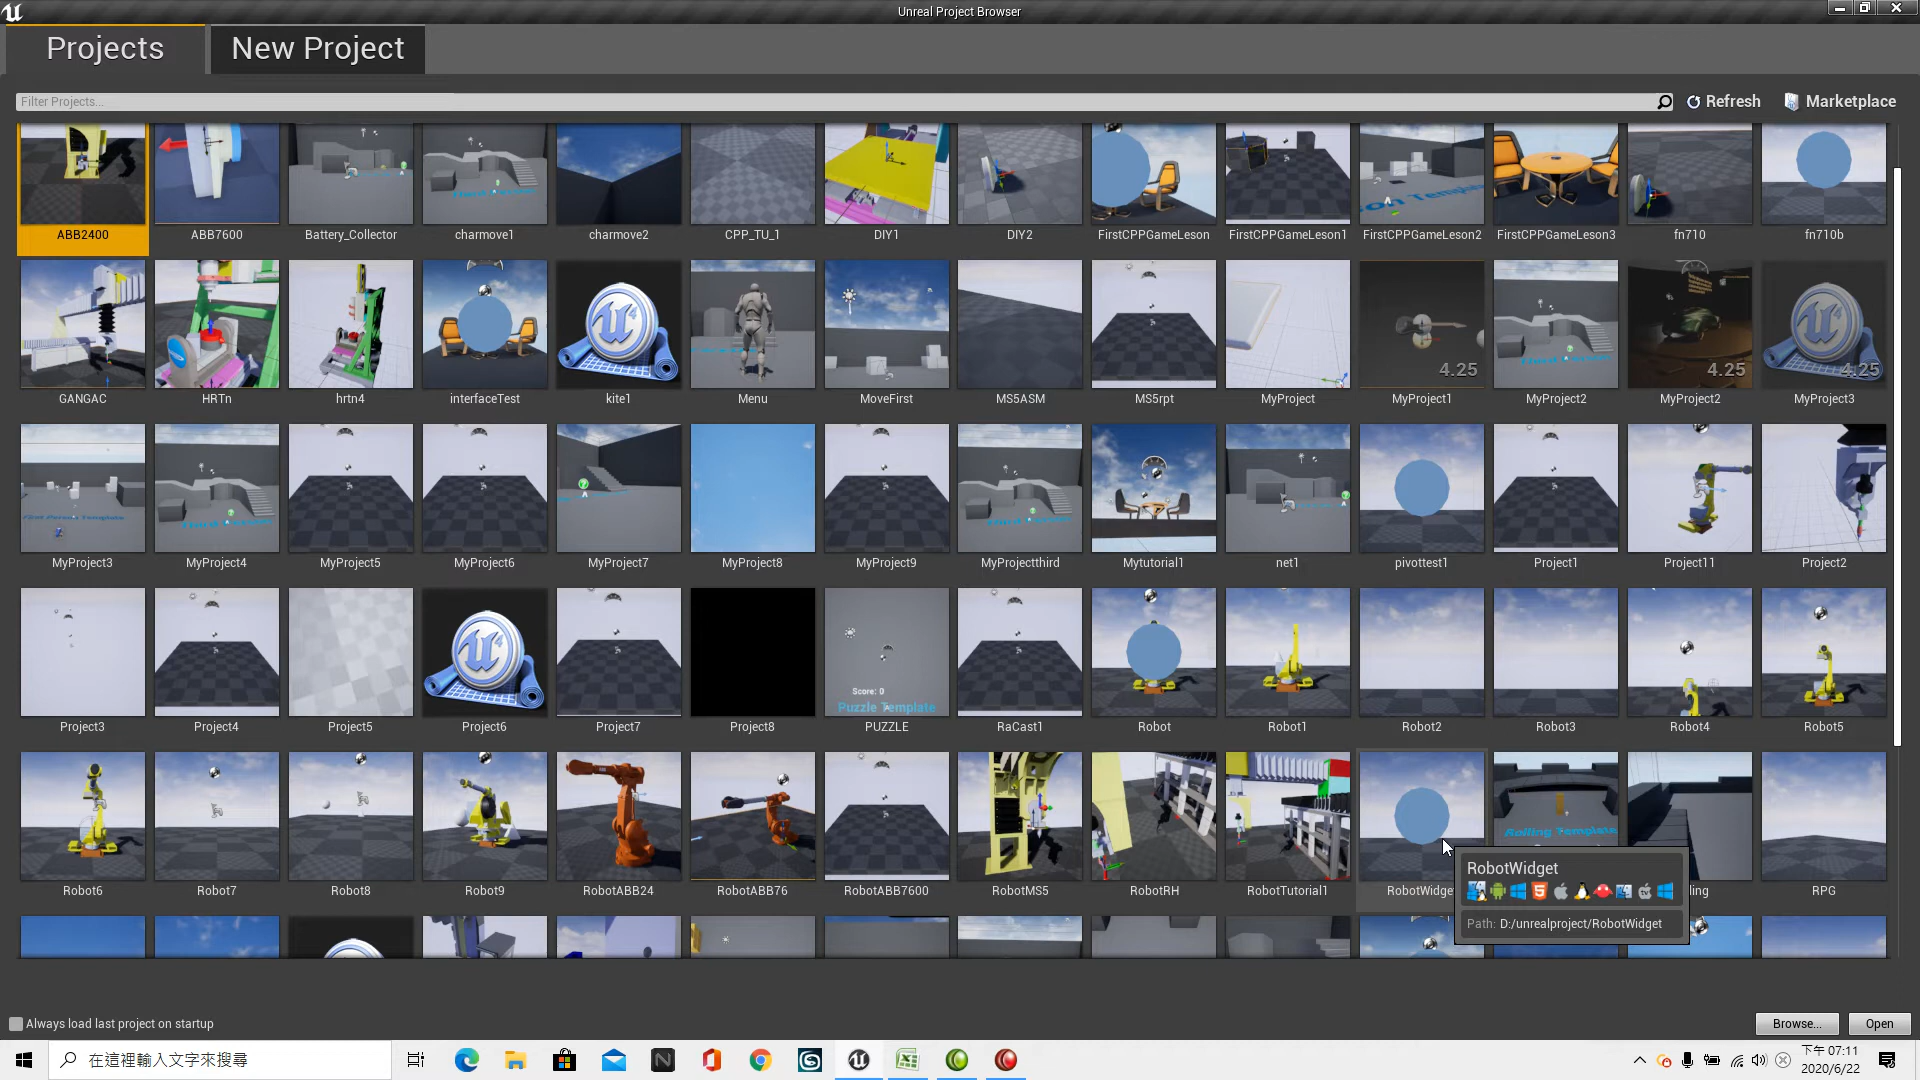 Unreal Project Browser
Projects
New Project
Filter Projects...
Refresh
Marketplace
ABB2400
ABB7600
Battery_Collector
charmove1
charmove2
CPP_TU_1
DIY1
DIY2
FirstCPPGameLeson
FirstCPPGameLeson1
FirstCPPGameLeson2
FirstCPPGameLeson3
fn710
fn710b
4.25
4.25
4.25
GANGAC
HRTn
hrtn4
interfaceTest
kite1
Menu
MoveFirst
MS5ASM
MS5rpt
MyProject
MyProject1
MyProject2
MyProject2
MyProject3
MyProject3
MyProject4
MyProject5
MyProject6
MyProject7
MyProject8
MyProject9
MyProjectthird
Mytutorial1
net1
pivottest1
Project1
Project11
Project2
Score: 0
Puzzle Template
Project3
Project4
Project5
Project6
Project7
Project8
PUZZLE
RaCast1
Robot
Robot1
Robot2
Robot3
Robot4
Robot5
Rolling Template
Robot6
Robot7
Robot8
Robot9
RobotABB24
RobotABB76
RobotABB7600
RobotMS5
RobotRH
RobotTutorial1
RobotWidget
ling
RPG
RobotWidget
Path: D:/unrealproject/RobotWidget
Always load last project on startup
Browse...
Open
在這裡輸入文字來搜尋
下午 07:11
2020/6/22